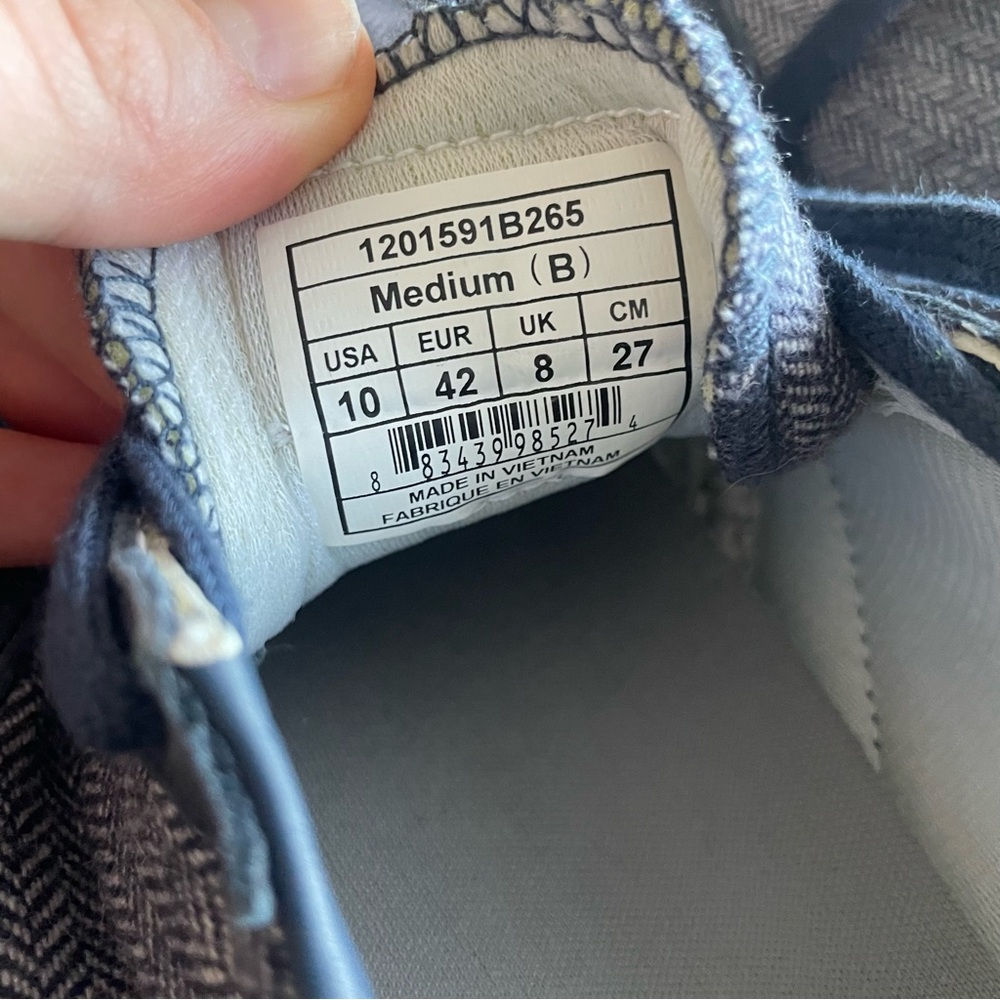 1201591B265
Medium (B)
USA EUR UK CM
10 42 8 27
8 83439 98527 4
MADE IN VIETNAM
FABRIQUE EN VIETNAM